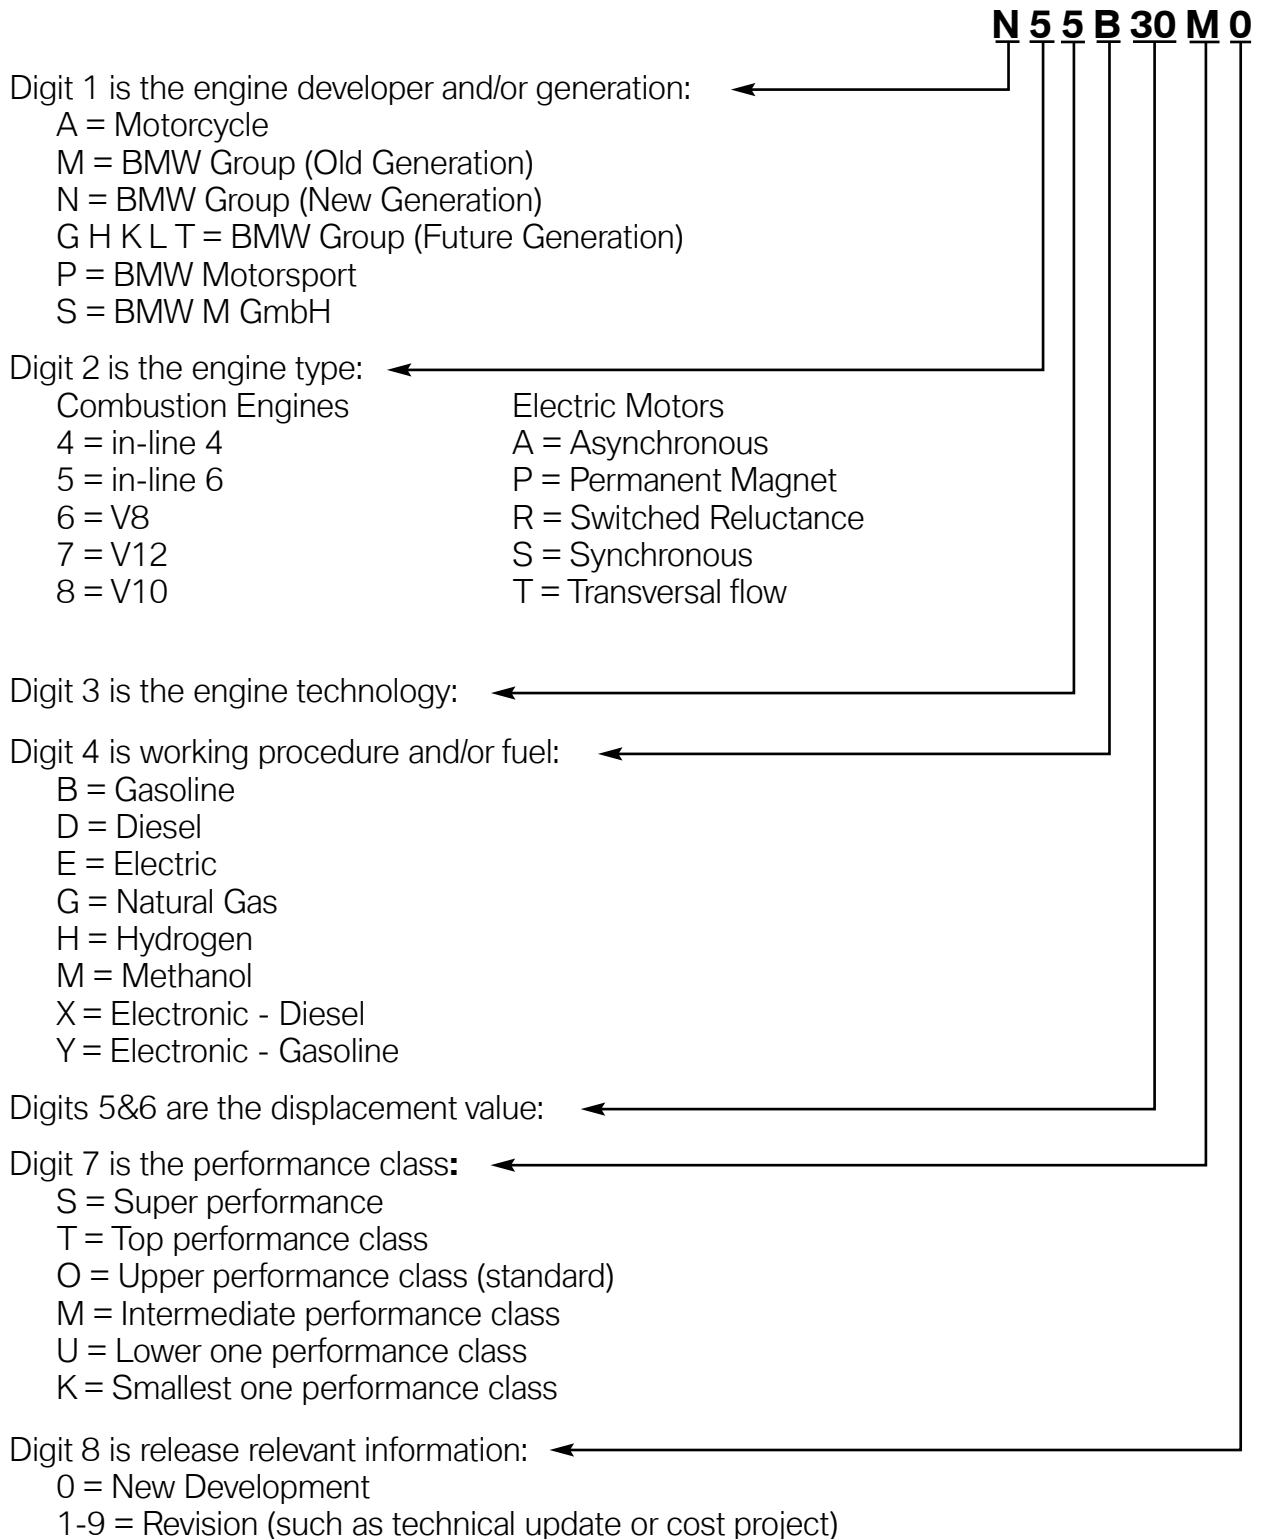 N 5 5 B 30 M 0
Digit 1 is the engine developer and/or generation:
A = Motorcycle
M = BMW Group (Old Generation)
N = BMW Group (New Generation)
G H K L T = BMW Group (Future Generation)
P = BMW Motorsport
S = BMW M GmbH
Digit 2 is the engine type:
Combustion Engines
4 = in-line 4
5 = in-line 6
6 = V8
7 = V12
8 = V10
Electric Motors
A = Asynchronous
P = Permanent Magnet
R = Switched Reluctance
S = Synchronous
T = Transversal flow
Digit 3 is the engine technology:
Digit 4 is working procedure and/or fuel:
B = Gasoline
D = Diesel
E = Electric
G = Natural Gas
H = Hydrogen
M = Methanol
X = Electronic - Diesel
Y = Electronic - Gasoline
Digits 5&6 are the displacement value:
Digit 7 is the performance class:
S = Super performance
T = Top performance class
O = Upper performance class (standard)
M = Intermediate performance class
U = Lower one performance class
K = Smallest one performance class
Digit 8 is release relevant information:
0 = New Development
1-9 = Revision (such as technical update or cost project)